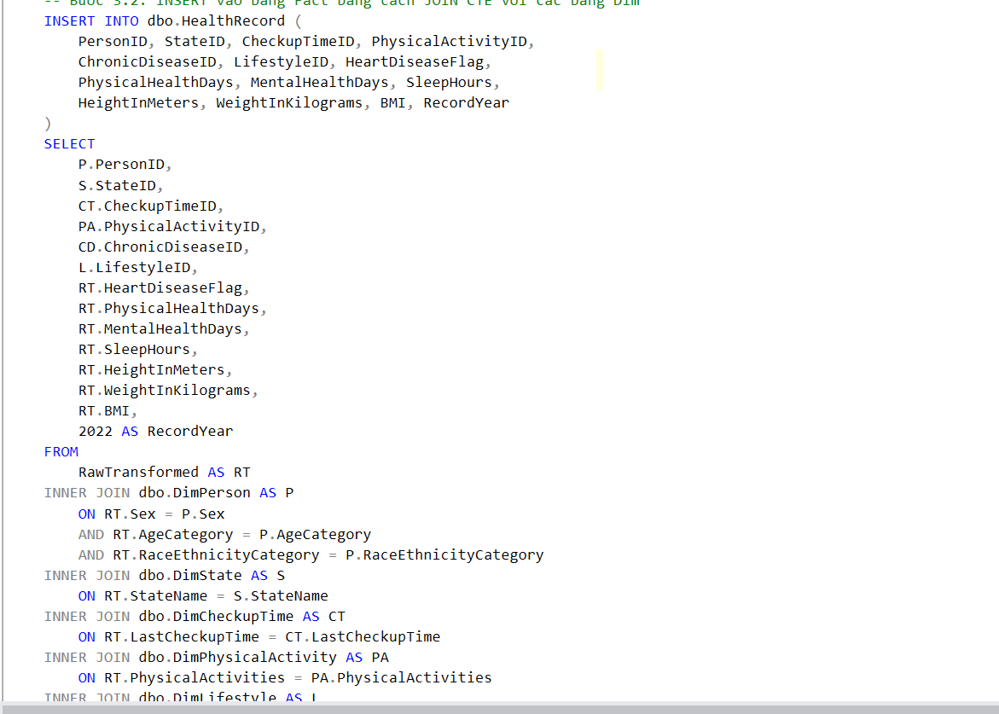 -- Bước 3.2: INSERT vào bảng Fact bằng cách JOIN CTE với các bảng Dim
INSERT INTO dbo.HealthRecord (
PersonID, StateID, CheckupTimeID, PhysicalActivityID,
ChronicDiseaseID, LifestyleID, HeartDiseaseFlag,
PhysicalHealthDays, MentalHealthDays, SleepHours,
HeightInMeters, WeightInKilograms, BMI, RecordYear
)
SELECT
P.PersonID,
S.StateID,
CT.CheckupTimeID,
PA.PhysicalActivityID,
CD.ChronicDiseaseID,
L.LifestyleID,
RT.HeartDiseaseFlag,
RT.PhysicalHealthDays,
RT.MentalHealthDays,
RT.SleepHours,
RT.HeightInMeters,
RT.WeightInKilograms,
RT.BMI,
2022 AS RecordYear
FROM
RawTransformed AS RT
INNER JOIN dbo.DimPerson AS P
ON RT.Sex = P.Sex
AND RT.AgeCategory = P.AgeCategory
AND RT.RaceEthnicityCategory = P.RaceEthnicityCategory
INNER JOIN dbo.DimState AS S
ON RT.StateName = S.StateName
INNER JOIN dbo.DimCheckupTime AS CT
ON RT.LastCheckupTime = CT.LastCheckupTime
INNER JOIN dbo.DimPhysicalActivity AS PA
ON RT.PhysicalActivities = PA.PhysicalActivities
INNER JOIN dbo.DimLifestyle AS L